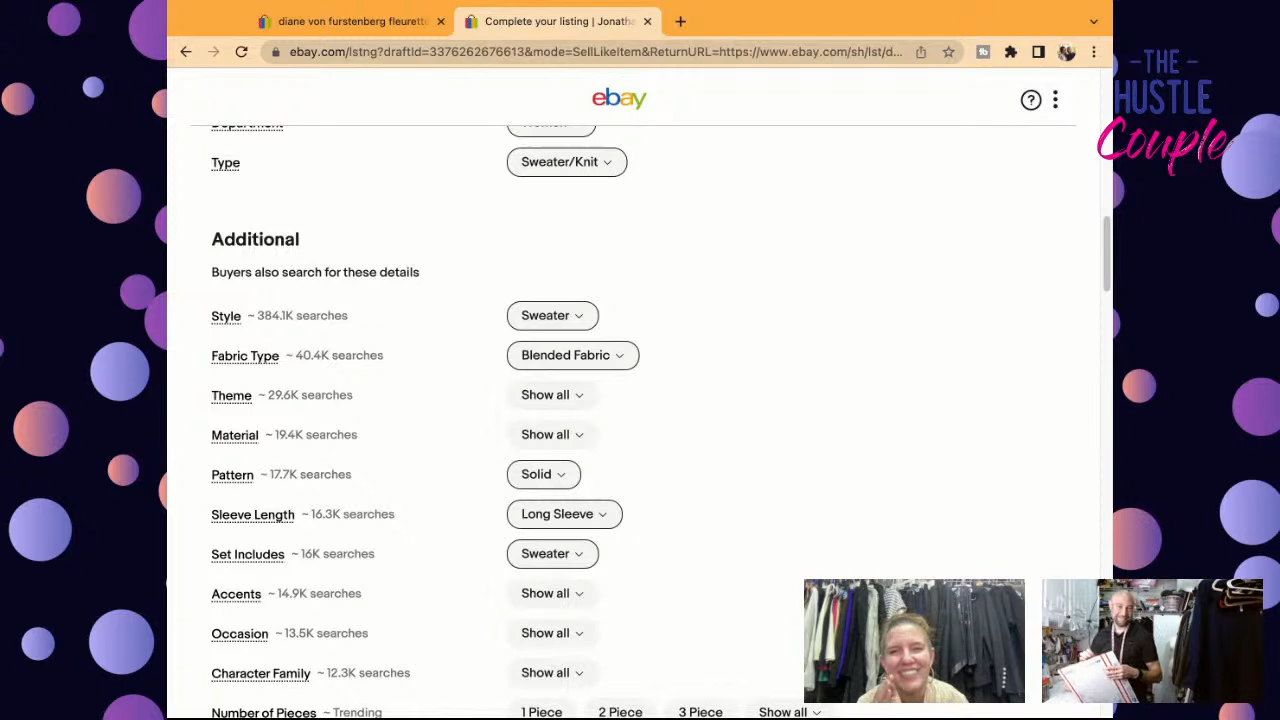 diane von furstenberg fleurett
Complete your listing | Jonatha
ebay.com/lstng?draftId=3376262676613&mode=SellLikeItem&ReturnURL=https://www.ebay.com/sh/lst/d...
THE
HUSTLE
Couple
ebay
Type Sweater/Knit
Additional
Buyers also search for these details
Style ~ 384.1K searches Sweater
Fabric Type ~ 40.4K searches Blended Fabric
Theme ~ 29.6K searches Show all
Material ~ 19.4K searches Show all
Pattern ~ 17.7K searches Solid
Sleeve Length ~ 16.3K searches Long Sleeve
Set Includes ~ 16K searches Sweater
Accents ~ 14.9K searches Show all
Occasion ~ 13.5K searches Show all
Character Family ~ 12.3K searches Show all
Number of Pieces ~ Trending 1 Piece 2 Piece 3 Piece Show all